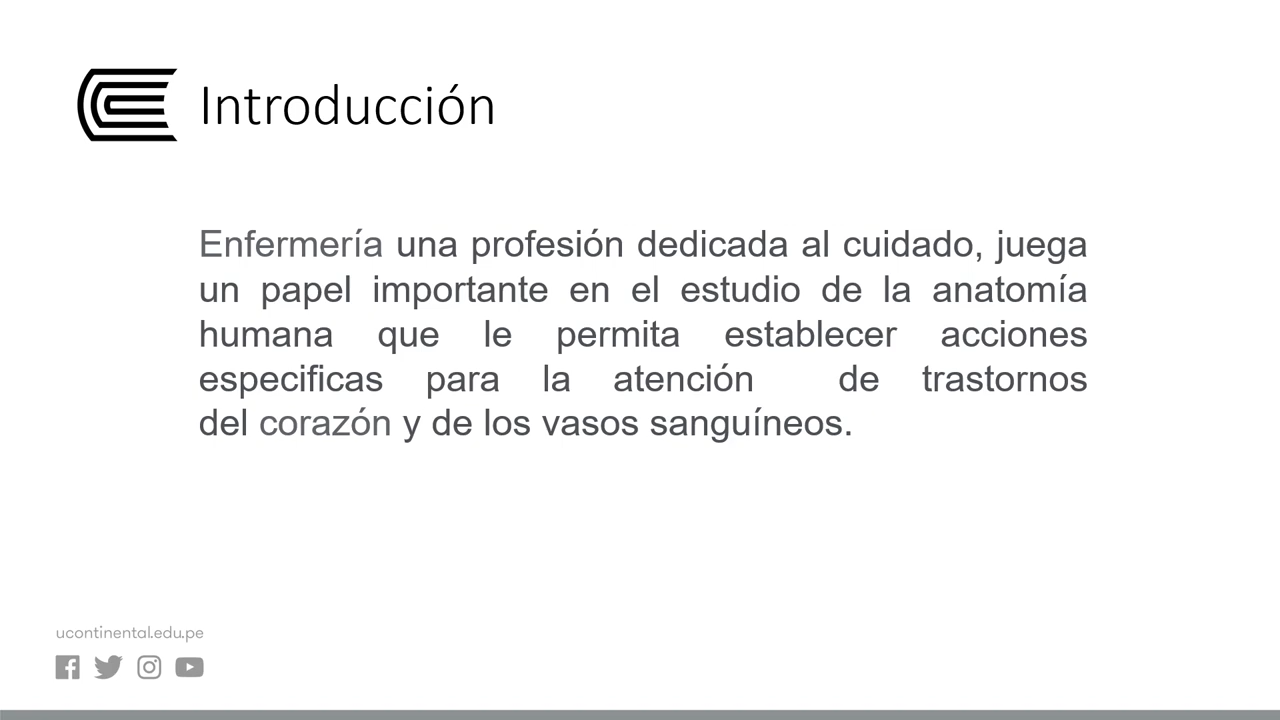 Introducción
Enfermería una profesión dedicada al cuidado, juega
un papel importante en el estudio de la anatomía
humana que le permita establecer acciones
especificas para la atención de trastornos
del corazón y de los vasos sanguíneos.
ucontinental.edu.pe